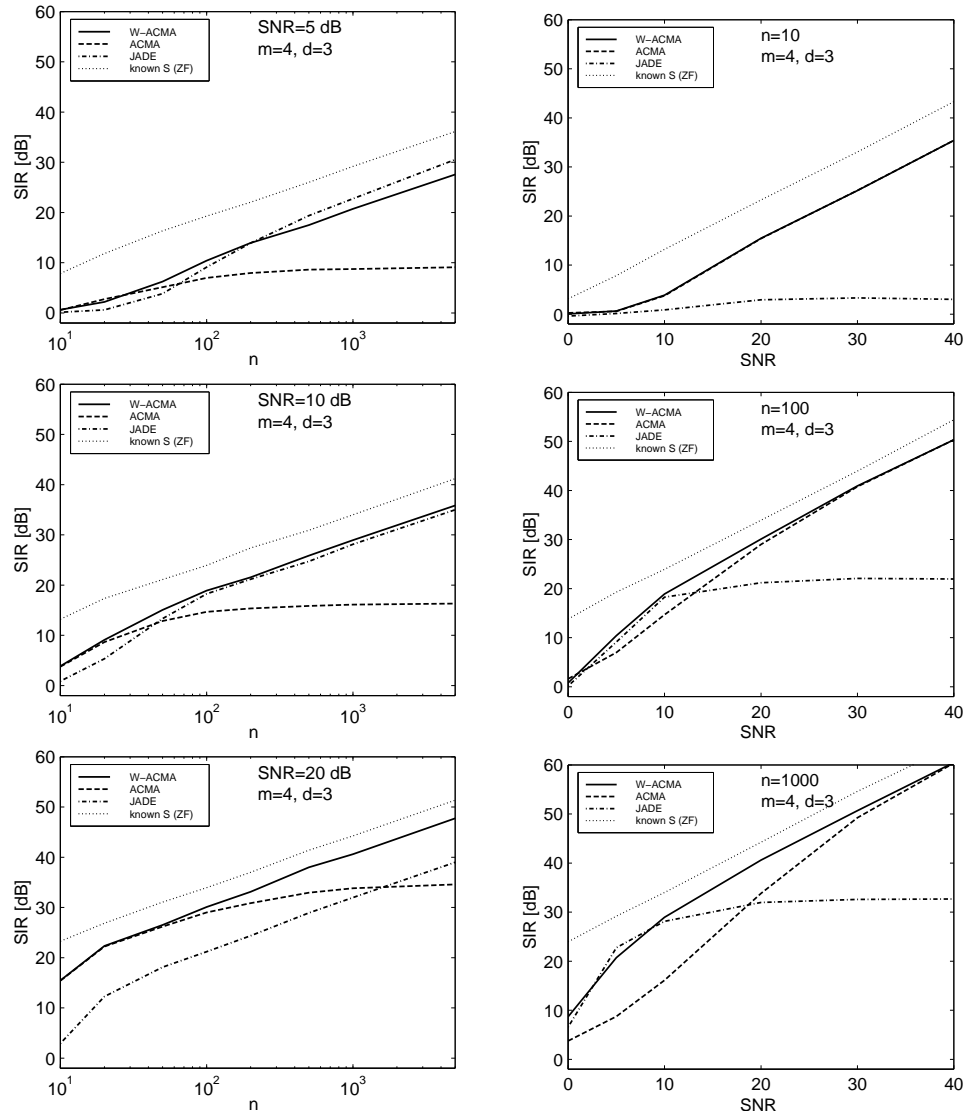 60
50
40
30
20
10
0
SIR [dB]
W-ACMA
ACMA
JADE
known S (ZF)
SNR=5 dB
m=4, d=3
10^1
10^2
10^3
n
60
50
40
30
20
10
0
SIR [dB]
W-ACMA
ACMA
JADE
known S (ZF)
n=10
m=4, d=3
0
10
20
30
40
SNR
60
50
40
30
20
10
0
SIR [dB]
W-ACMA
ACMA
JADE
known S (ZF)
SNR=10 dB
m=4, d=3
10^1
10^2
10^3
n
60
50
40
30
20
10
0
SIR [dB]
W-ACMA
ACMA
JADE
known S (ZF)
n=100
m=4, d=3
0
10
20
30
40
SNR
60
50
40
30
20
10
0
SIR [dB]
W-ACMA
ACMA
JADE
known S (ZF)
SNR=20 dB
m=4, d=3
10^1
10^2
10^3
n
60
50
40
30
20
10
0
SIR [dB]
W-ACMA
ACMA
JADE
known S (ZF)
n=1000
m=4, d=3
0
10
20
30
40
SNR